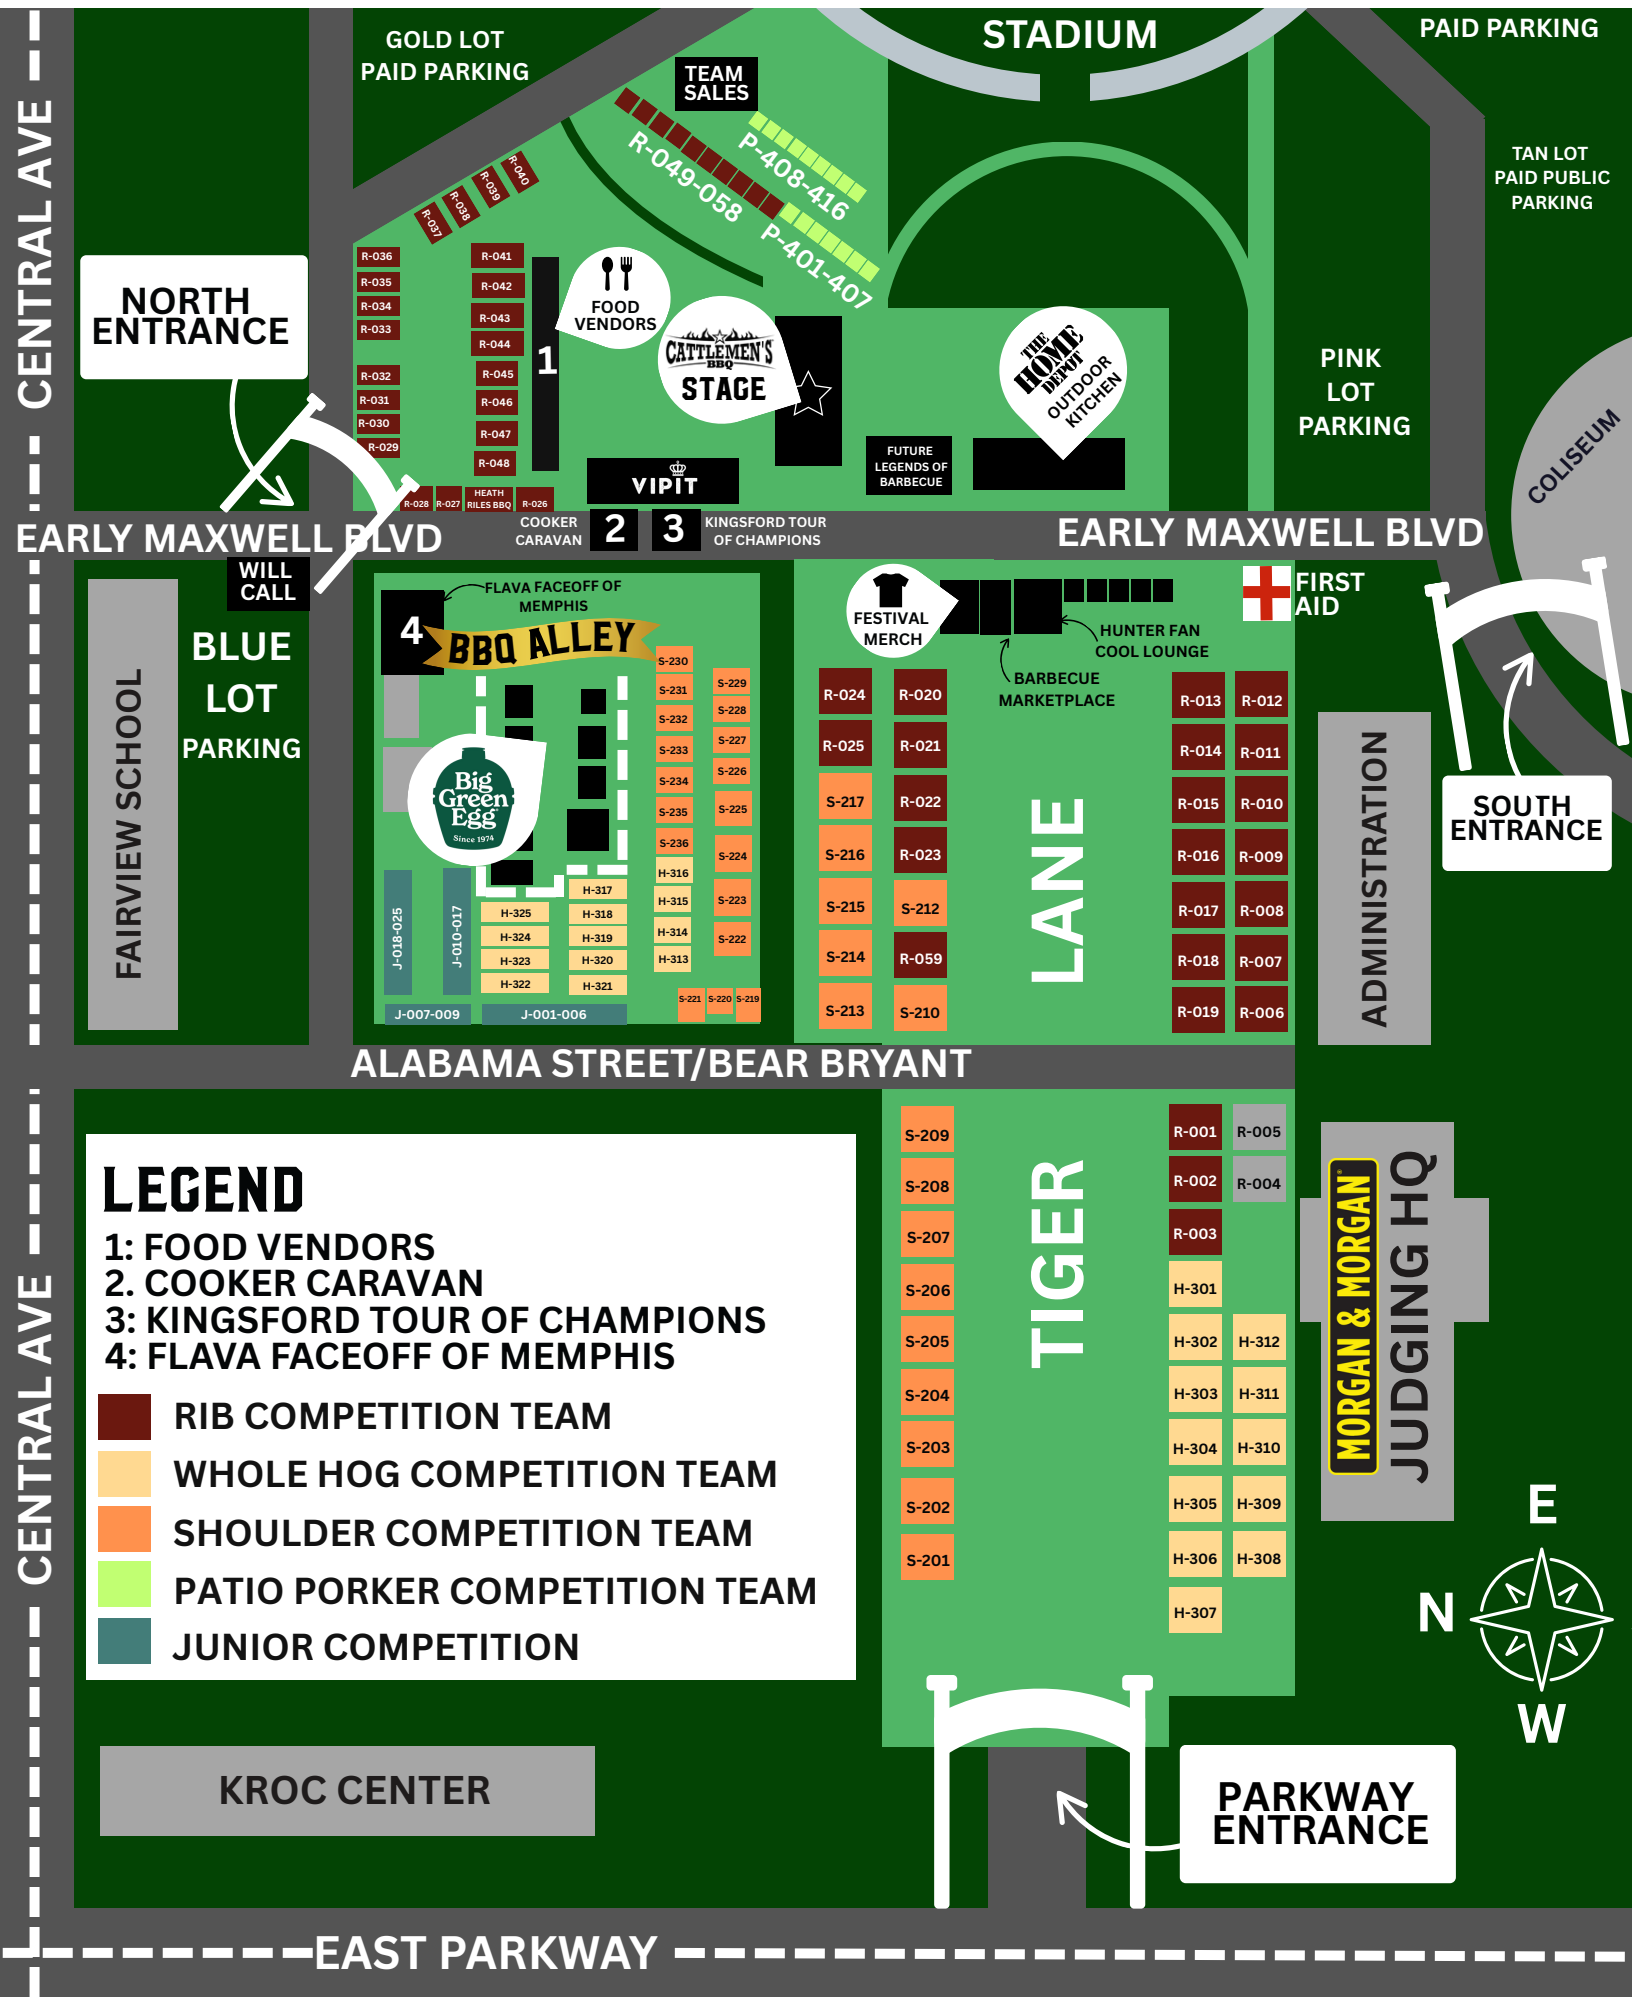 STADIUM
PAID PARKING
GOLD LOT
PAID PARKING
TEAM
SALES
P-408-416
R-049-058
P-401-407
TAN LOT
PAID PUBLIC
PARKING
CENTRAL AVE
R-040
R-039
R-038
R-037
R-036
R-035
R-034
R-033
R-032
R-031
R-030
R-029
R-041
R-042
R-043
R-044
R-045
R-046
R-047
R-048
1
FOOD
VENDORS
CATTLEMEN'S
BBQ
STAGE
THE
HOME
DEPOT
OUTDOOR
KITCHEN
NORTH
ENTRANCE
PINK
LOT
PARKING
COLISEUM
FUTURE
LEGENDS OF
BARBECUE
VIPIT
R-028
R-027
HEATH
RILES BBQ
R-026
EARLY MAXWELL BLVD
COOKER
CARAVAN
2
3
KINGSFORD TOUR
OF CHAMPIONS
EARLY MAXWELL BLVD
WILL
CALL
BLUE
LOT
PARKING
FAIRVIEW SCHOOL
FLAVA FACEOFF OF
MEMPHIS
4
BBQ ALLEY
Big
Green
Egg
Since 1974
S-230
S-231
S-232
S-233
S-234
S-235
S-236
H-316
H-315
H-314
H-313
S-229
S-228
S-227
S-226
S-225
S-224
S-223
S-222
S-221
S-220
S-219
H-317
H-318
H-319
H-320
H-321
H-325
H-324
H-323
H-322
J-018-025
J-010-017
J-007-009
J-001-006
FESTIVAL
MERCH
HUNTER FAN
COOL LOUNGE
BARBECUE
MARKETPLACE
FIRST
AID
R-024
R-025
S-217
S-216
S-215
S-214
S-213
R-020
R-021
R-022
R-023
S-212
R-059
S-210
LANE
R-013
R-014
R-015
R-016
R-017
R-018
R-019
R-012
R-011
R-010
R-009
R-008
R-007
R-006
ADMINISTRATION
SOUTH
ENTRANCE
ALABAMA STREET/BEAR BRYANT
CENTRAL AVE
LEGEND
1: FOOD VENDORS
2. COOKER CARAVAN
3: KINGSFORD TOUR OF CHAMPIONS
4: FLAVA FACEOFF OF MEMPHIS
RIB COMPETITION TEAM
WHOLE HOG COMPETITION TEAM
SHOULDER COMPETITION TEAM
PATIO PORKER COMPETITION TEAM
JUNIOR COMPETITION
S-209
S-208
S-207
S-206
S-205
S-204
S-203
S-202
S-201
TIGER
R-001
R-002
R-003
H-301
H-302
H-303
H-304
H-305
H-306
H-307
R-005
R-004
H-312
H-311
H-310
H-309
H-308
MORGAN & MORGAN
JUDGING HQ
E
N
W
KROC CENTER
PARKWAY
ENTRANCE
EAST PARKWAY